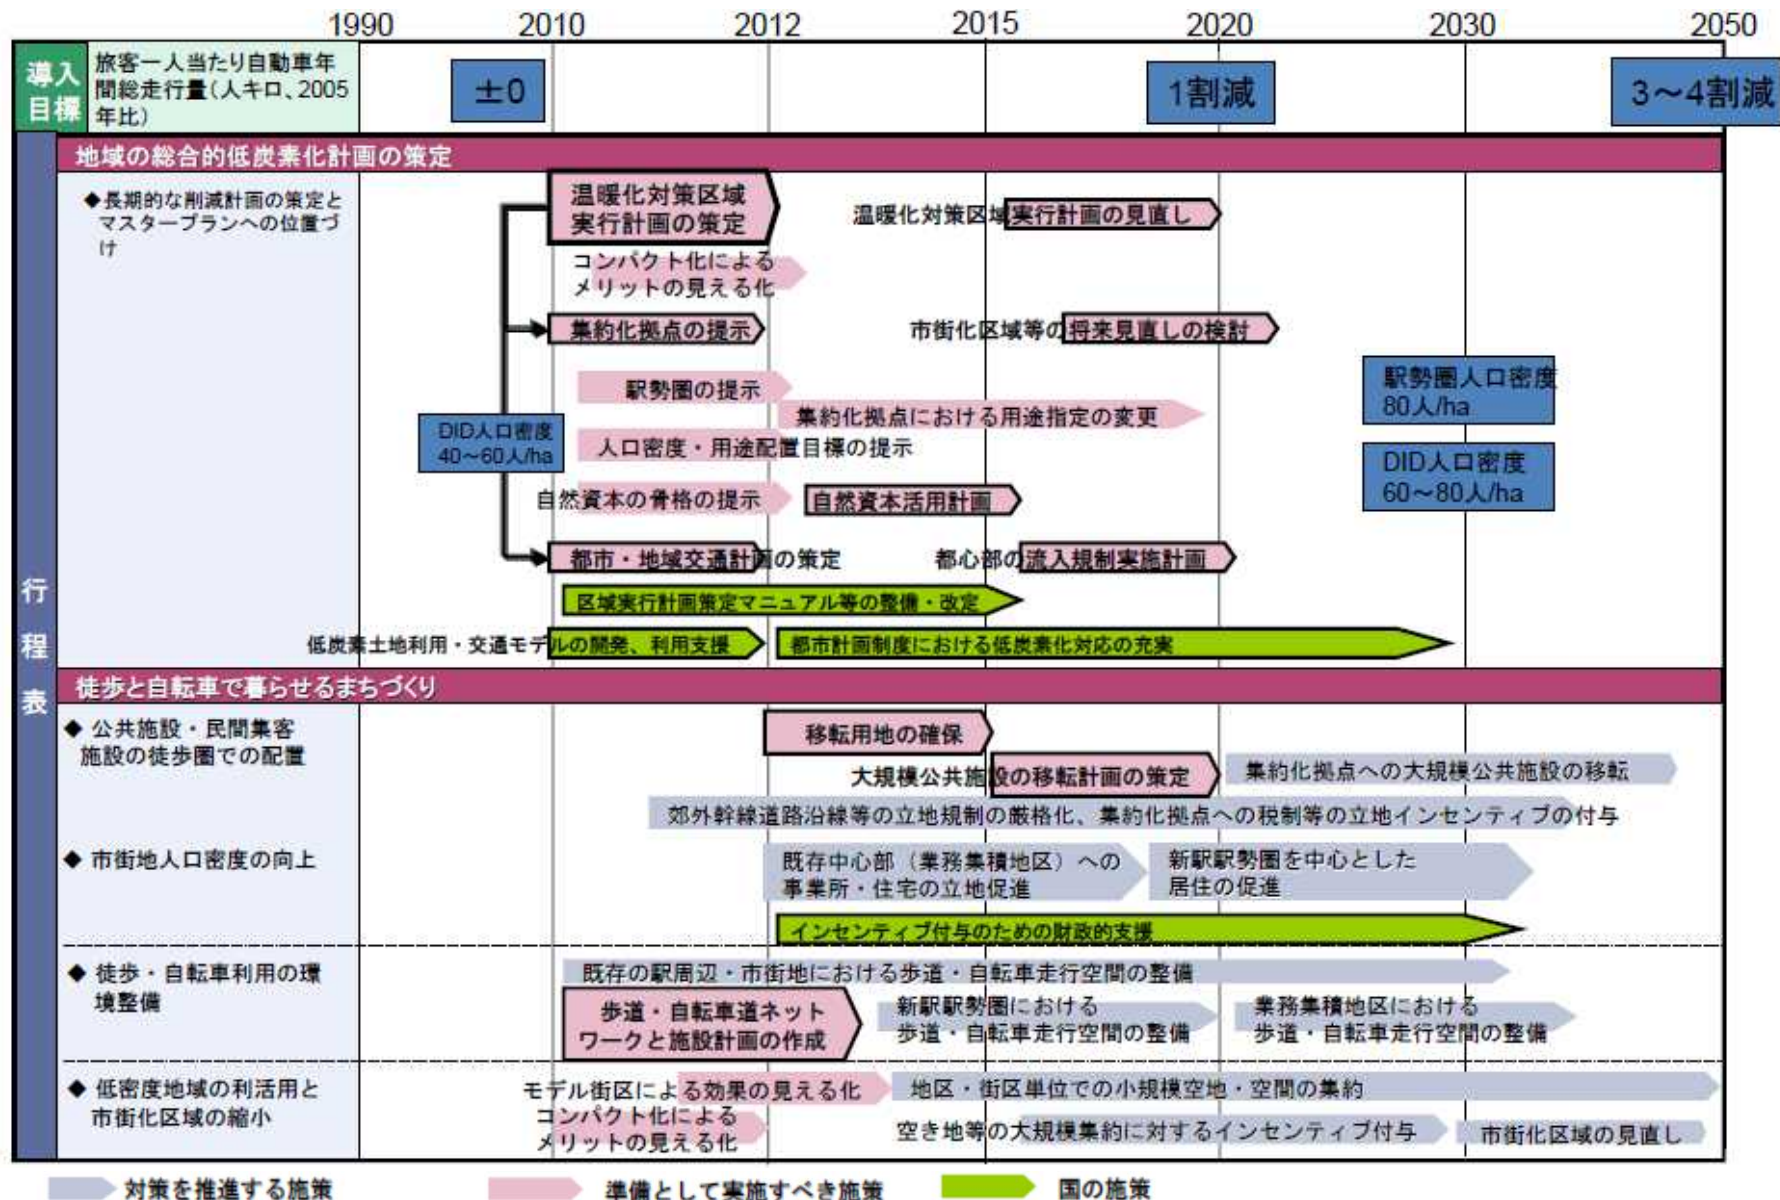 1990 2010 2012 2015 2020 2030 2050
導入
目標
旅客一人当たり自動車年
間総走行量(人キロ、2005
年比)
±0
1割減
3～4割減
行
程
表
地域の総合的低炭素化計画の策定
◆長期的な削減計画の策定と
マスタープランへの位置づ
け
温暖化対策区域
実行計画の策定
温暖化対策区域実行計画の見直し
コンパクト化による
メリットの見える化
集約化拠点の提示
市街化区域等の将来見直しの検討
駅勢圏の提示
駅勢圏人口密度
80人/ha
集約化拠点における用途指定の変更
DID人口密度
40～60人/ha
人口密度・用途配置目標の提示
DID人口密度
60～80人/ha
自然資本の骨格の提示
自然資本活用計画
都市・地域交通計画の策定
都心部の流入規制実施計画
区域実行計画策定マニュアル等の整備・改定
低炭素土地利用・交通モデルの開発、利用支援
都市計画制度における低炭素化対応の充実
徒歩と自転車で暮らせるまちづくり
◆ 公共施設・民間集客
施設の徒歩圏での配置
移転用地の確保
大規模公共施設の移転計画の策定
集約化拠点への大規模公共施設の移転
郊外幹線道路沿線等の立地規制の厳格化、集約化拠点への税制等の立地インセンティブの付与
◆ 市街地人口密度の向上
既存中心部（業務集積地区）への
事業所・住宅の立地促進
新駅駅勢圏を中心とした
居住の促進
インセンティブ付与のための財政的支援
◆ 徒歩・自転車利用の環
境整備
既存の駅周辺・市街地における歩道・自転車走行空間の整備
歩道・自転車道ネット
ワークと施設計画の作成
新駅駅勢圏における
歩道・自転車走行空間の整備
業務集積地区における
歩道・自転車走行空間の整備
◆ 低密度地域の利活用と
市街化区域の縮小
モデル街区による効果の見える化
地区・街区単位での小規模空地・空間の集約
コンパクト化による
メリットの見える化
空き地等の大規模集約に対するインセンティブ付与
市街化区域の見直し
対策を推進する施策
準備として実施すべき施策
国の施策